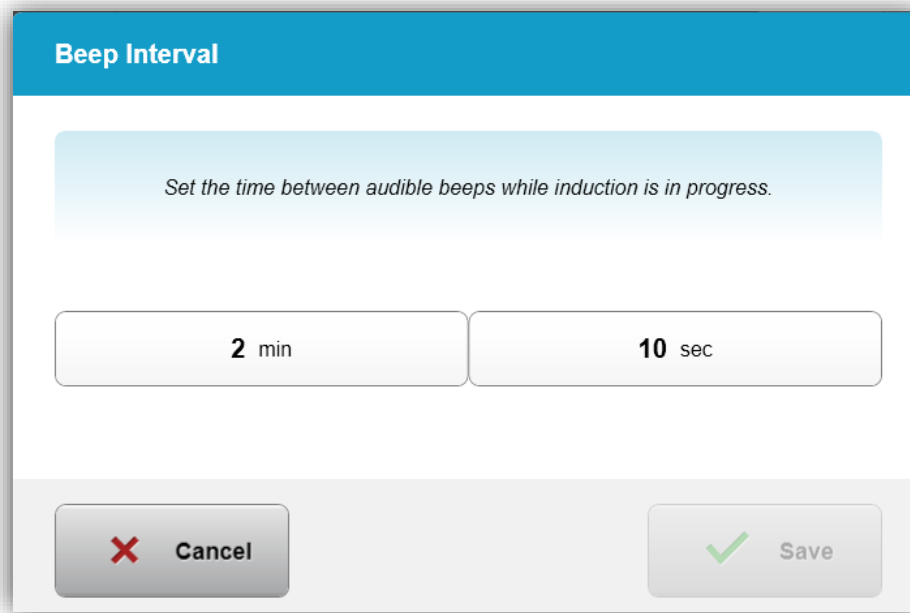 Beep Interval
Set the time between audible beeps while induction is in progress.
2 min 10 sec
Cancel Save